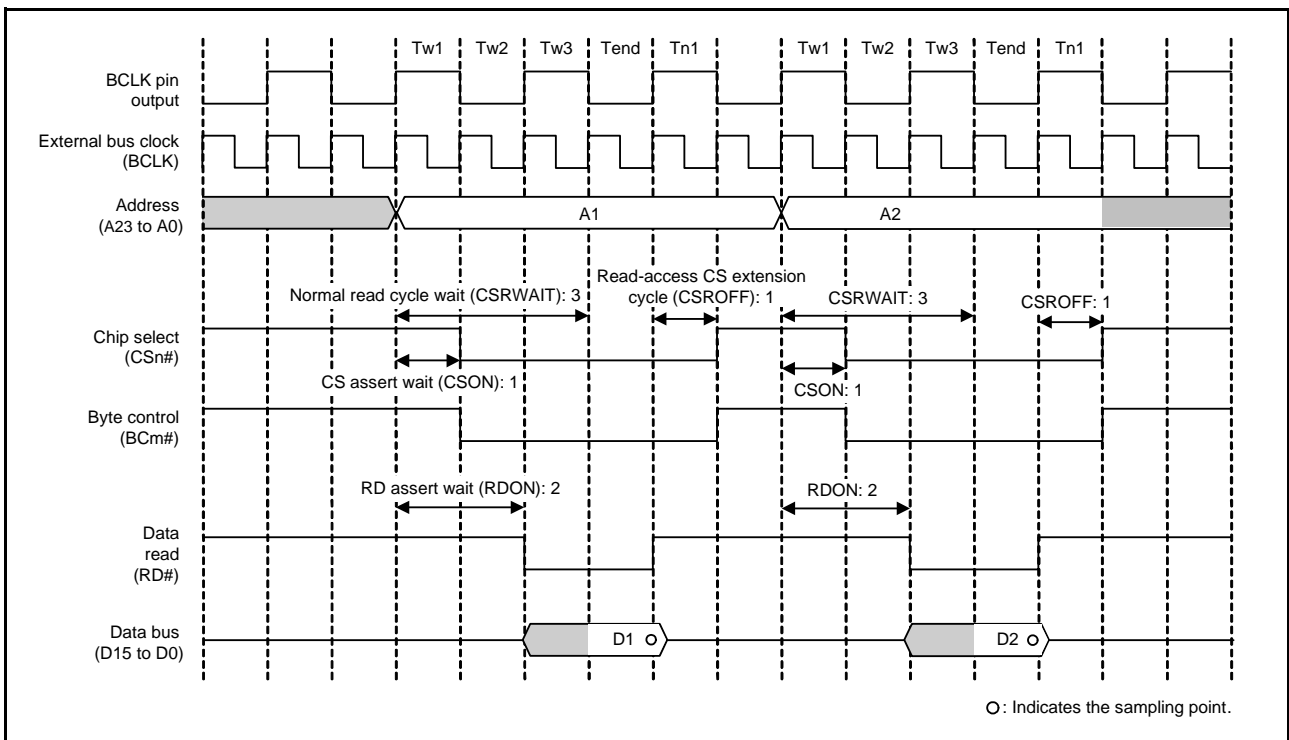 Tw1 Tw2 Tw3 Tend Tn1 Tw1 Tw2 Tw3 Tend Tn1
BCLK pin
output
External bus clock
(BCLK)
Address
(A23 to A0)
A1 A2
Normal read cycle wait (CSRWAIT): 3
Read-access CS extension
cycle (CSROFF): 1
CSRWAIT: 3
CSROFF: 1
Chip select
(CSn#)
CS assert wait (CSON): 1
CSON: 1
Byte control
(BCm#)
RD assert wait (RDON): 2
RDON: 2
Data
read
(RD#)
Data bus
(D15 to D0)
D1 D2
: Indicates the sampling point.